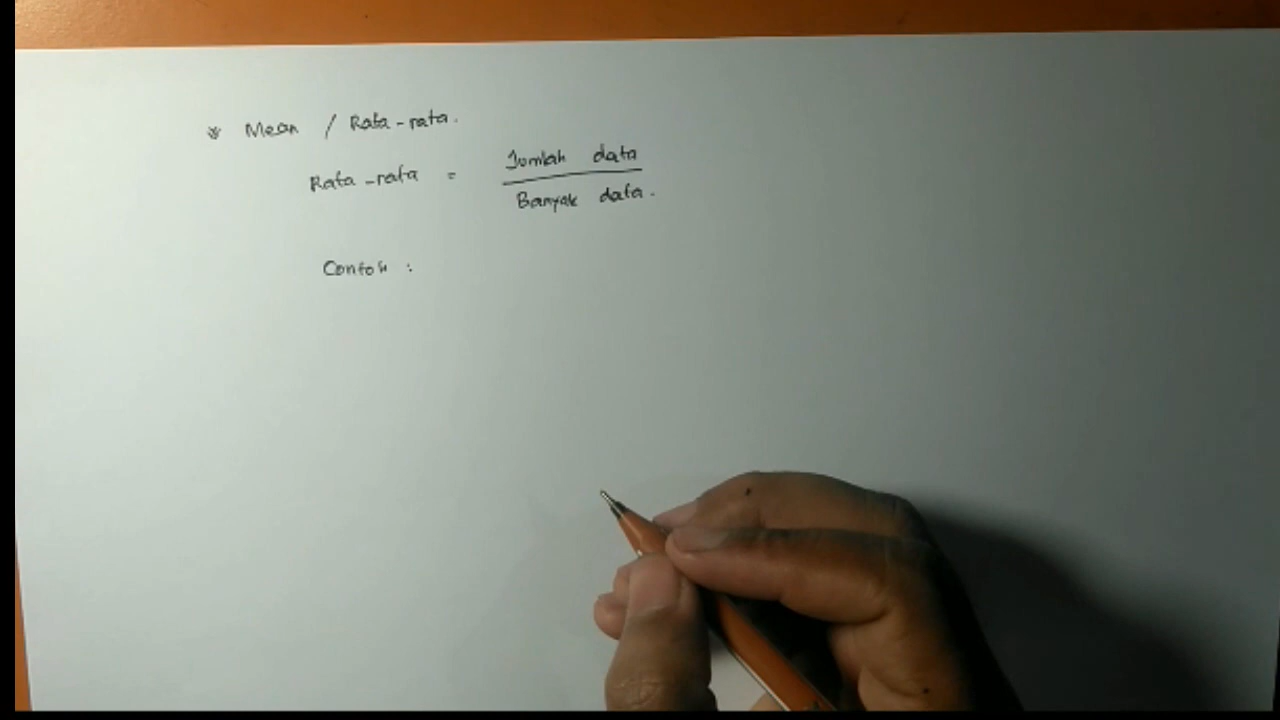 * Mean / Rata-rata.
Rata-rata = Jumlah data
Banyak data.
Contoh :